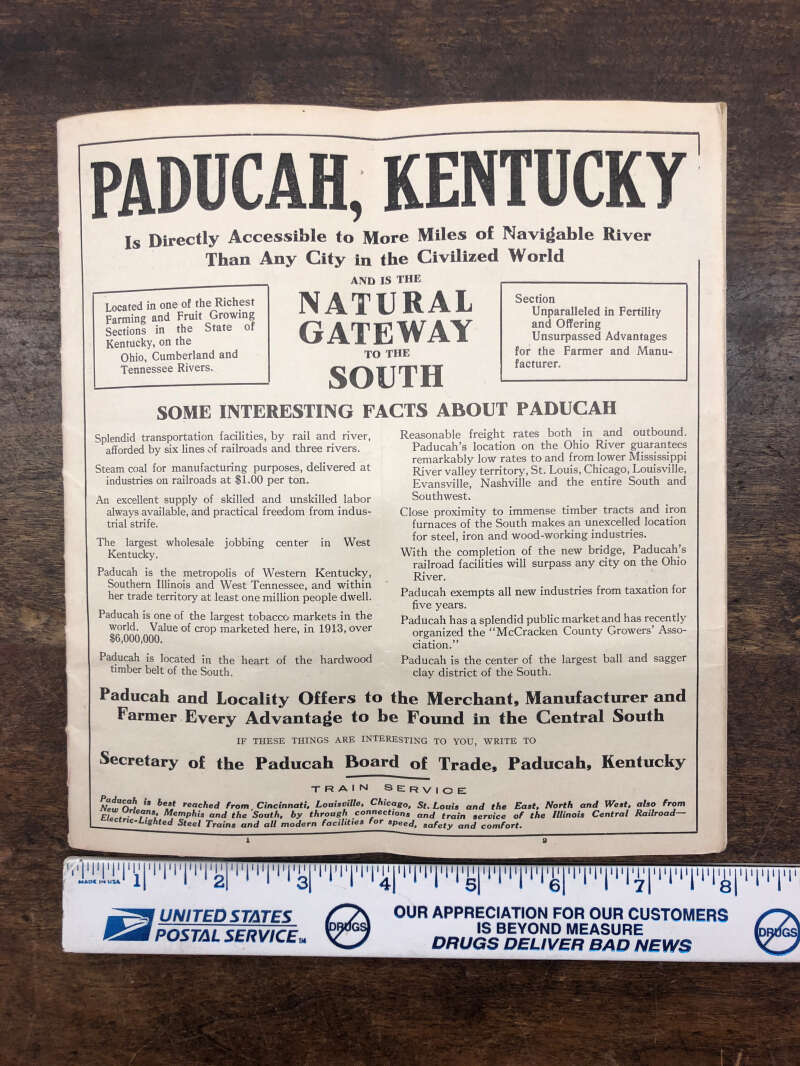 PADUCAH, KENTUCKY
Is Directly Accessible to More Miles of Navigable River
Than Any City in the Civilized World
AND IS THE
NATURAL
GATEWAY
TO THE
SOUTH
Located in one of the Richest
Farming and Fruit Growing
Sections in the State of
Kentucky, on the
Ohio, Cumberland and
Tennessee Rivers.
Section
Unparalleled in Fertility
and Offering
Unsurpassed Advantages
for the Farmer and Manu-
facturer.
SOME INTERESTING FACTS ABOUT PADUCAH
Splendid transportation facilities, by rail and river,
afforded by six lines of railroads and three rivers.
Steam coal for manufacturing purposes, delivered at
industries on railroads at $1.00 per ton.
An excellent supply of skilled and unskilled labor
always available, and practical freedom from indus-
trial strife.
The largest wholesale jobbing center in West
Kentucky.
Paducah is the metropolis of Western Kentucky,
Southern Illinois and West Tennessee, and within
her trade territory at least one million people dwell.
Paducah is one of the largest tobacco markets in the
world. Value of crop marketed here, in 1913, over
$6,000,000.
Paducah is located in the heart of the hardwood
timber belt of the South.
Reasonable freight rates both in and outbound.
Paducah's location on the Ohio River guarantees
remarkably low rates to and from lower Mississippi
River valley territory, St. Louis, Chicago, Louisville,
Evansville, Nashville and the entire South and
Southwest.
Close proximity to immense timber tracts and iron
furnaces of the South makes an unexcelled location
for steel, iron and wood-working industries.
With the completion of the new bridge, Paducah's
railroad facilities will surpass any city on the Ohio
River.
Paducah exempts all new industries from taxation for
five years.
Paducah has a splendid public market and has recently
organized the "McCracken County Growers' Asso-
ciation."
Paducah is the center of the largest ball and sagger
clay district of the South.
Paducah and Locality Offers to the Merchant, Manufacturer and
Farmer Every Advantage to be Found in the Central South
IF THESE THINGS ARE INTERESTING TO YOU, WRITE TO
Secretary of the Paducah Board of Trade, Paducah, Kentucky
TRAIN SERVICE
Paducah is best reached from Cincinnati, Louisville, Chicago, St. Louis and the East, North and West, also from
New Orleans, Memphis and the South, by through connections and train service of the Illinois Central Railroad—
Electric-Lighted Steel Trains and all modern facilities for speed, safety and comfort.
1 2
MADE IN USA 1 2 3 4 5 6 7 8
UNITED STATES
POSTAL SERVICE™
DRUGS
OUR APPRECIATION FOR OUR CUSTOMERS
IS BEYOND MEASURE
DRUGS DELIVER BAD NEWS
DRUGS